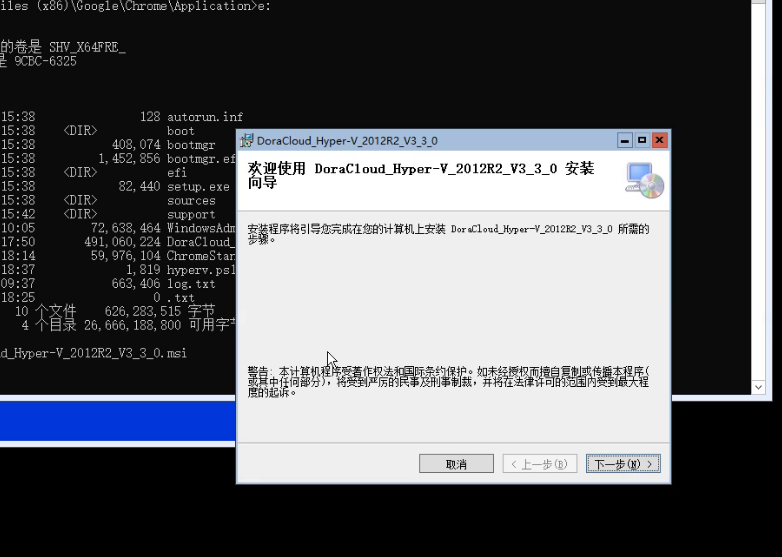 iles (x86)\Google\Chrome\Application>e:
的卷是 SHV_X64FRE_
是 9CBC-6325
15:38 128 autorun.inf
15:38 <DIR> boot
15:38 408,074 bootmgr
15:38 1,452,856 bootmgr.ef
15:38 <DIR> efi
15:38 82,440 setup.exe
15:38 <DIR> sources
15:42 <DIR> support
10:05 72,638,464 WindowsAdm
17:50 491,060,224 DoraCloud_
18:14 59,976,104 ChromeStan
18:37 1,819 hyperv.ps1
09:37 663,406 log.txt
18:25 0 .txt
10 个文件 626,283,515 字节
4 个目录 26,666,188,800 可用字节
d_Hyper-V_2012R2_V3_3_0.msi
DoraCloud_Hyper-V_2012R2_V3_3_0
欢迎使用 DoraCloud_Hyper-V_2012R2_V3_3_0 安装
向导
安装程序将引导您完成在您的计算机上安装 DoraCloud_Hyper-V_2012R2_V3_3_0 所需的
步骤。
警告: 本计算机程序受著作权法和国际条约保护。如未经授权而擅自复制或传播本程序(
或其中任何部分)，将受到严厉的民事及刑事制裁，并将在法律许可的范围内受到最大程
度的起诉。
取消
< 上一步(B)
下一步(N) >